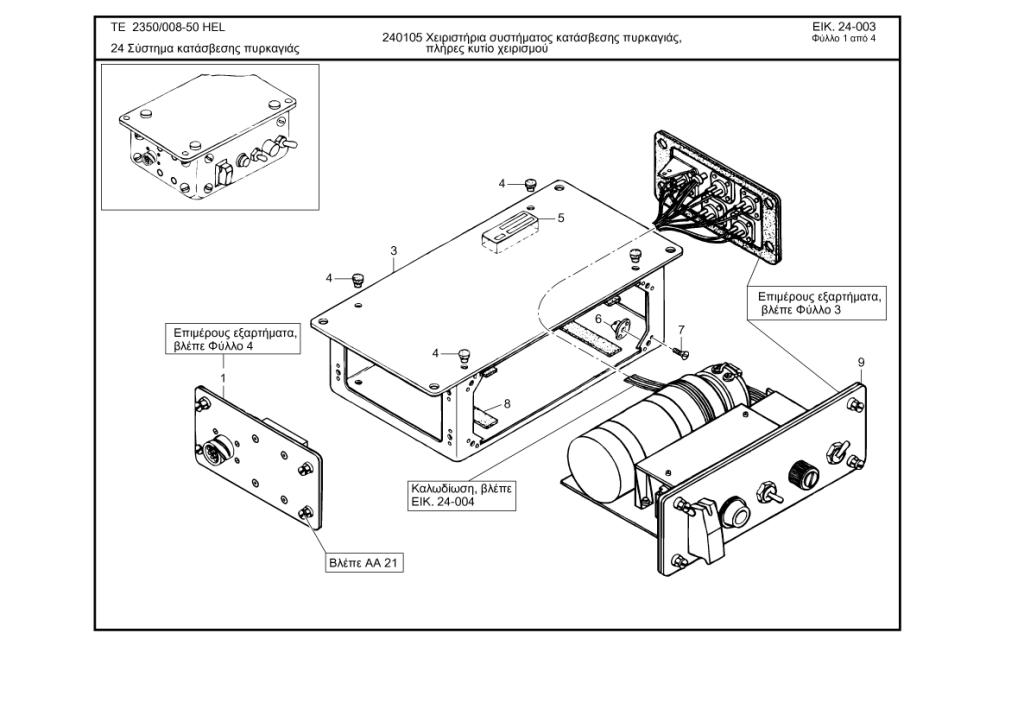 TE 2350/008-50 HEL
24 Σύστημα κατάσβεσης πυρκαγιάς
240105 Χειριστήρια συστήματος κατάσβεσης πυρκαγιάς,
πλήρες κυτίο χειρισμού
ΕΙΚ. 24-003
Φύλλο 1 από 4
4
5
3
4
Επιμέρους εξαρτήματα,
βλέπε Φύλλο 3
6
7
Επιμέρους εξαρτήματα,
βλέπε Φύλλο 4
4
9
1
8
Καλωδίωση, βλέπε
ΕΙΚ. 24-004
Βλέπε ΑΑ 21